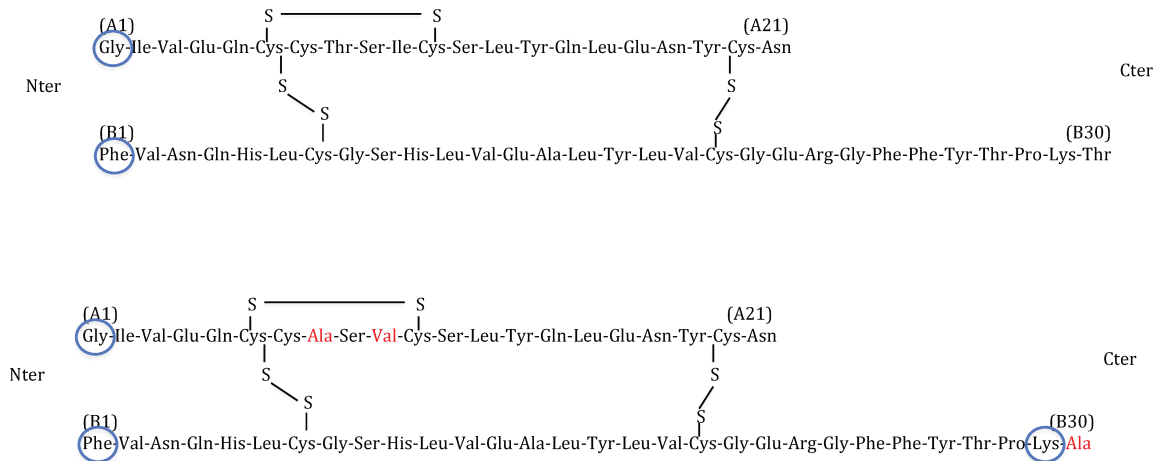 S S
(A1) (A21)
Gly-Ile-Val-Glu-Gln-Cys-Cys-Thr-Ser-Ile-Cys-Ser-Leu-Tyr-Gln-Leu-Glu-Asn-Tyr-Cys-Asn
Cter
Nter
S S
S
S
(B1) (B30)
Phe-Val-Asn-Gln-His-Leu-Cys-Gly-Ser-His-Leu-Val-Glu-Ala-Leu-Tyr-Leu-Val-Cys-Gly-Glu-Arg-Gly-Phe-Phe-Tyr-Thr-Pro-Lys-Thr
S S
(A1) (A21)
Gly-Ile-Val-Glu-Gln-Cys-Cys-Ala-Ser-Val-Cys-Ser-Leu-Tyr-Gln-Leu-Glu-Asn-Tyr-Cys-Asn
Cter
Nter
S S
S
S
(B1) (B30)
Phe-Val-Asn-Gln-His-Leu-Cys-Gly-Ser-His-Leu-Val-Glu-Ala-Leu-Tyr-Leu-Val-Cys-Gly-Glu-Arg-Gly-Phe-Phe-Tyr-Thr-Pro-Lys-Ala